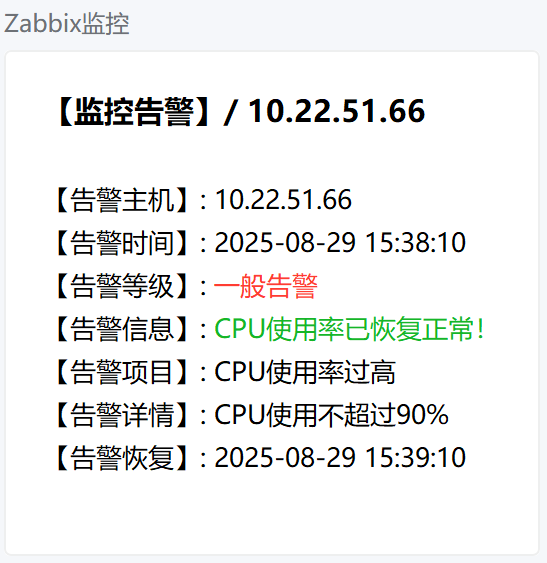 Zabbix监控
【监控告警】/ 10.22.51.66
【告警主机】: 10.22.51.66
【告警时间】: 2025-08-29 15:38:10
【告警等级】: 一般告警
【告警信息】: CPU使用率已恢复正常!
【告警项目】: CPU使用率过高
【告警详情】: CPU使用不超过90%
【告警恢复】: 2025-08-29 15:39:10